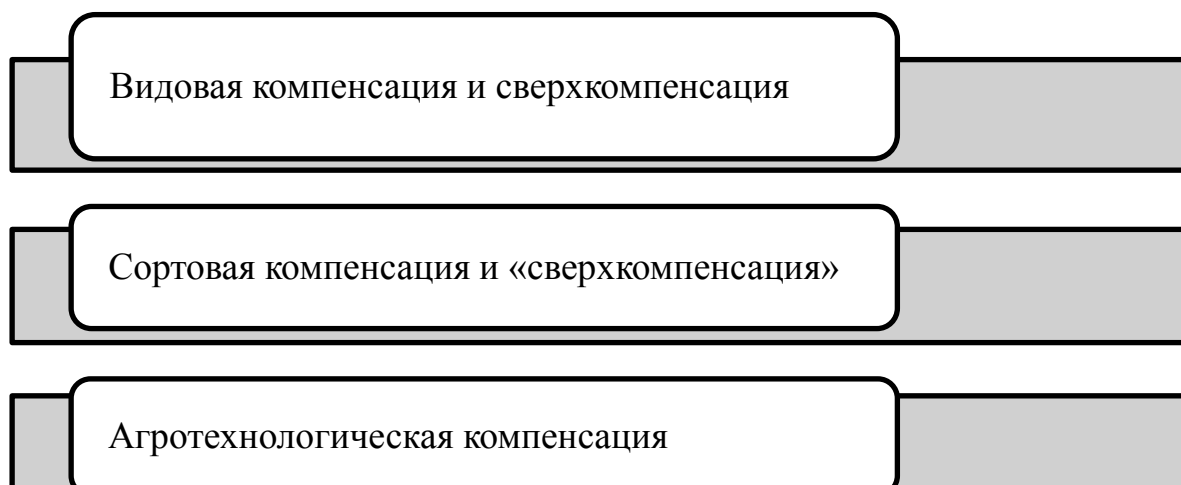 Видовая компенсация и сверхкомпенсация
Сортовая компенсация и «сверхкомпенсация»
Агротехнологическая компенсация